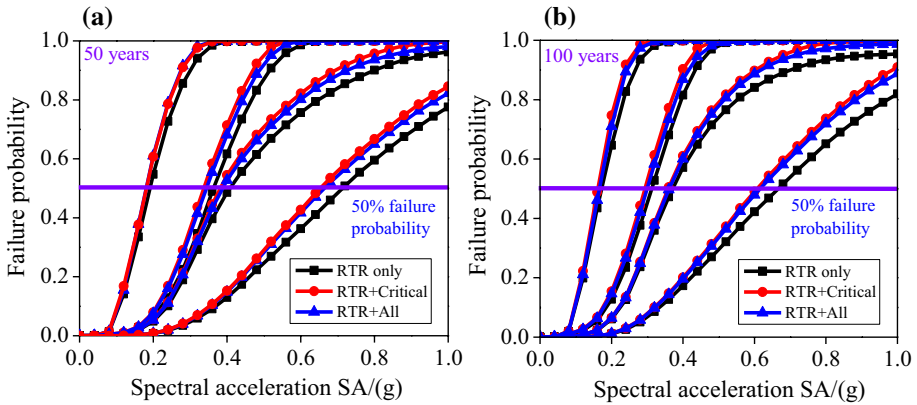 (a)
50 years
Failure probability
1.0
0.8
0.6
0.4
0.2
0.0
50% failure
probability
RTR only
RTR+Critical
RTR+All
0.0 0.2 0.4 0.6 0.8 1.0
Spectral acceleration SA/(g)
(b)
100 years
Failure probability
1.0
0.8
0.6
0.4
0.2
0.0
50% failure
probability
RTR only
RTR+Critical
RTR+All
0.0 0.2 0.4 0.6 0.8 1.0
Spectral acceleration SA/(g)